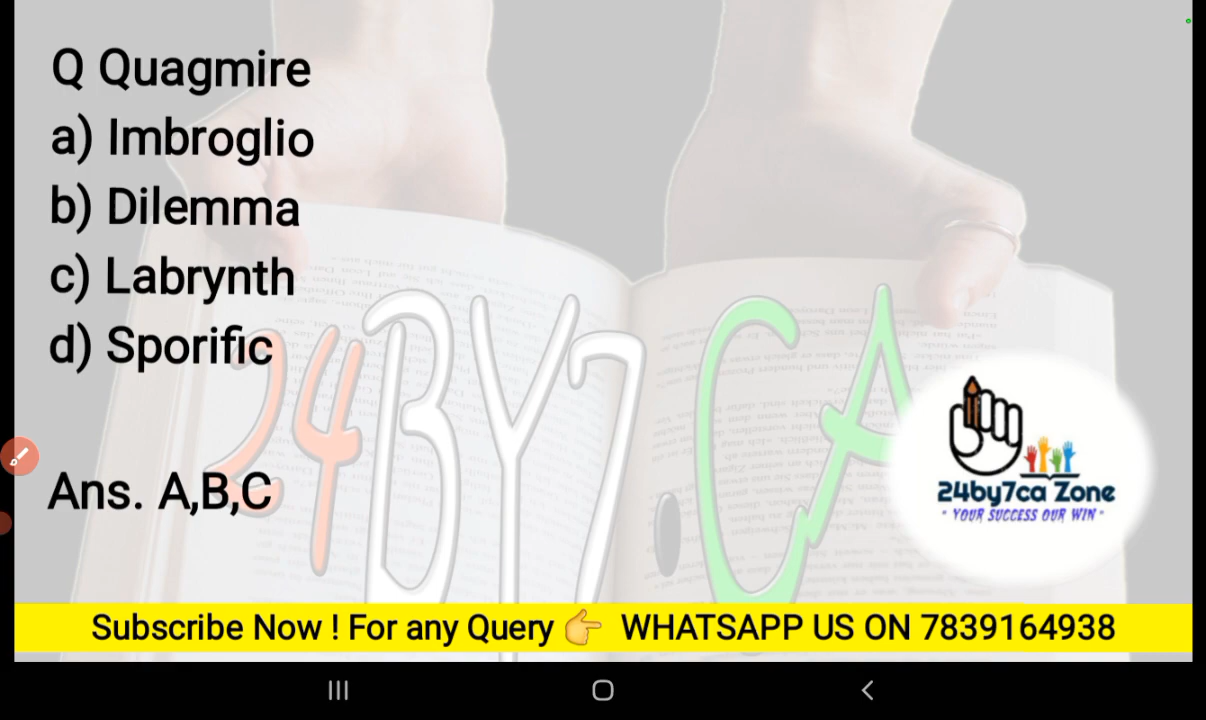 Q Quagmire
a) Imbroglio
b) Dilemma
c) Labrynth
d) Sporific
Ans. A,B,C
24BY7.CA
24by7ca Zone
" YOUR SUCCESS OUR WIN "
Subscribe Now ! For any Query 👉 WHATSAPP US ON 7839164938